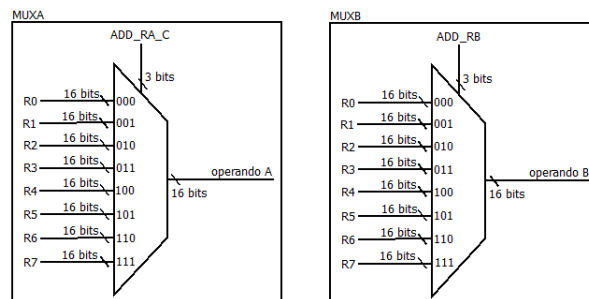 MUXA
ADD_RA_C
3 bits
R0 16 bits 000
R1 16 bits 001
R2 16 bits 010
R3 16 bits 011
R4 16 bits 100
R5 16 bits 101
R6 16 bits 110
R7 16 bits 111
operando A
16 bits
MUXB
ADD_RB
3 bits
R0 16 bits 000
R1 16 bits 001
R2 16 bits 010
R3 16 bits 011
R4 16 bits 100
R5 16 bits 101
R6 16 bits 110
R7 16 bits 111
operando B
16 bits